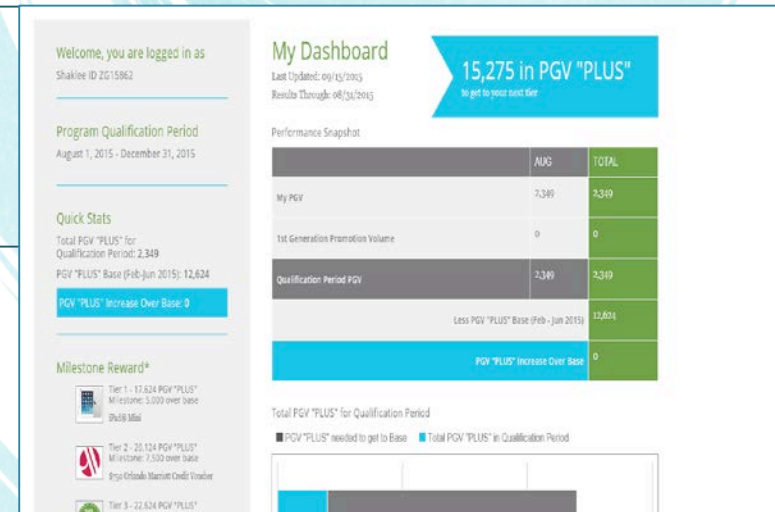 Welcome, you are logged in as
Shaklee ID ZG15862
Program Qualification Period
August 1, 2015 - December 31, 2015
Quick Stats
Total PGV "PLUS" for
Qualification Period: 2,349
PGV "PLUS" Base (Feb-Jun 2015): 12,624
PGV "PLUS" Increase Over Base: 0
Milestone Reward*
Tier 1 - 17,624 PGV "PLUS"
Milestone: 5,000 over base
iPad® Mini
Tier 2 - 20,124 PGV "PLUS"
Milestone: 7,500 over base
$750 Orlando Marriott Credit Voucher
Tier 3 - 22,624 PGV "PLUS"
My Dashboard
Last Updated: 09/15/2015
Results Through: 08/31/2015
15,275 in PGV "PLUS"
to get to your next tier
Performance Snapshot
AUG TOTAL
My PGV 2,349 2,349
1st Generation Promotion Volume 0 0
Qualification Period PGV 2,349 2,349
Less PGV "PLUS" Base (Feb - Jun 2015) 12,624
PGV "PLUS" Increase Over Base 0
Total PGV "PLUS" for Qualification Period
PGV "PLUS" needed to get to Base Total PGV "PLUS" in Qualification Period